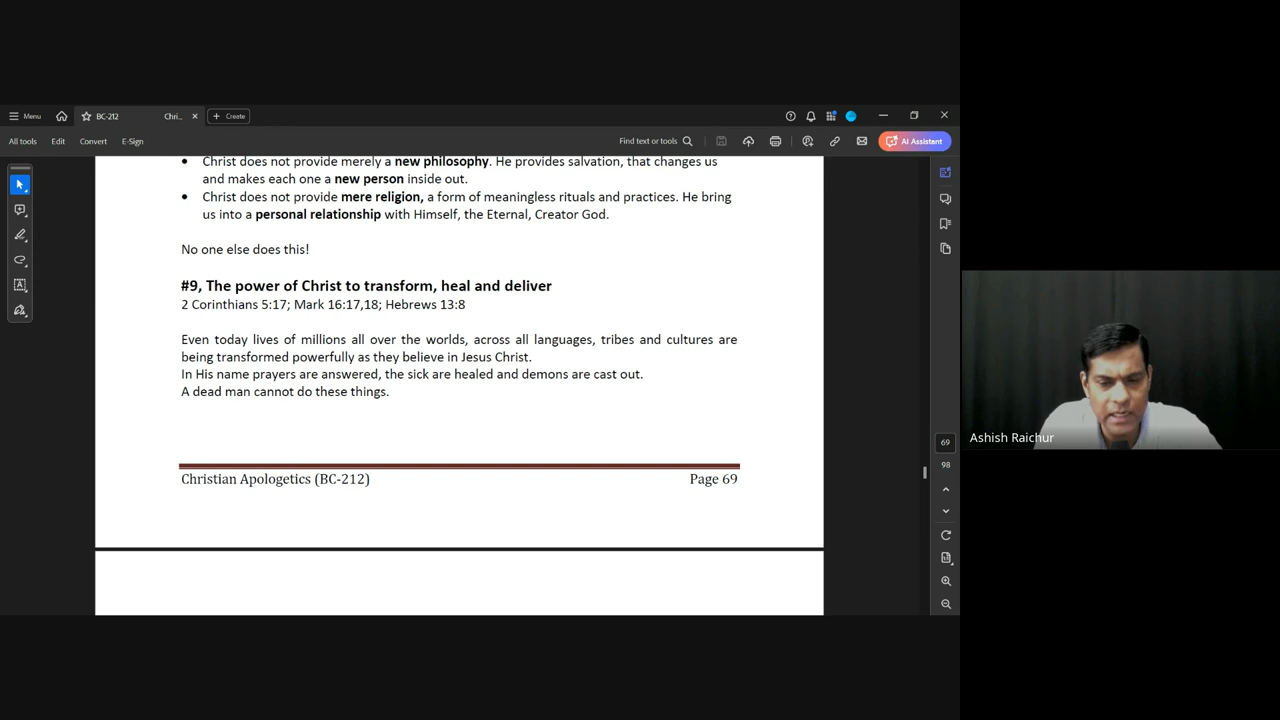 Menu
BC-212
Chri...
Create
All tools
Edit
Convert
E-Sign
Find text or tools
AI Assistant
• Christ does not provide merely a new philosophy. He provides salvation, that changes us
and makes each one a new person inside out.
• Christ does not provide mere religion, a form of meaningless rituals and practices. He bring
us into a personal relationship with Himself, the Eternal, Creator God.
No one else does this!
#9, The power of Christ to transform, heal and deliver
2 Corinthians 5:17; Mark 16:17,18; Hebrews 13:8
Even today lives of millions all over the worlds, across all languages, tribes and cultures are
being transformed powerfully as they believe in Jesus Christ.
In His name prayers are answered, the sick are healed and demons are cast out.
A dead man cannot do these things.
Christian Apologetics (BC-212)
Page 69
69
98
Ashish Raichur